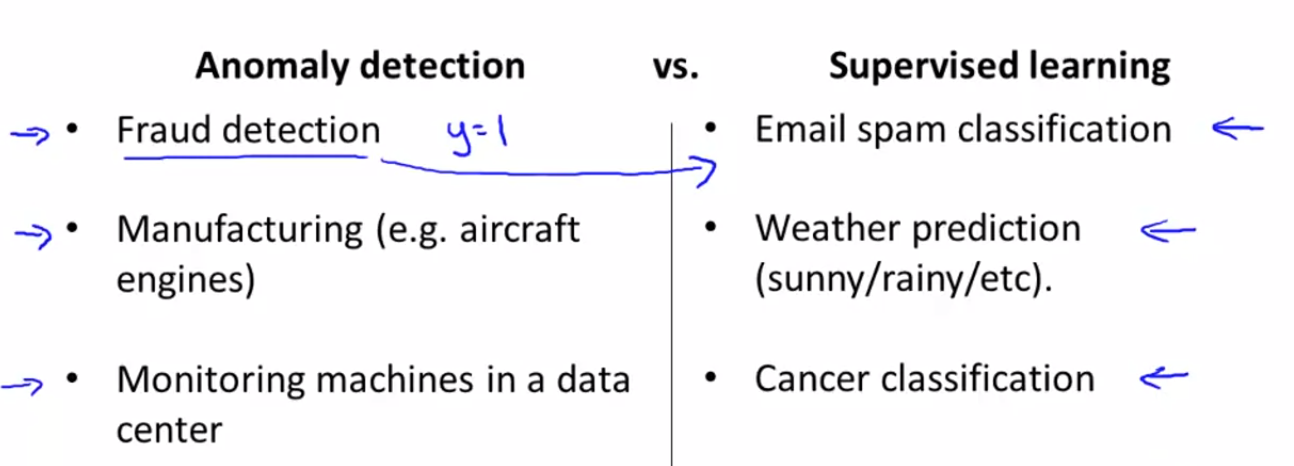 Anomaly detection vs. Supervised learning
• Fraud detection y=1
• Manufacturing (e.g. aircraft
engines)
• Monitoring machines in a data
center
• Email spam classification
• Weather prediction
(sunny/rainy/etc).
• Cancer classification